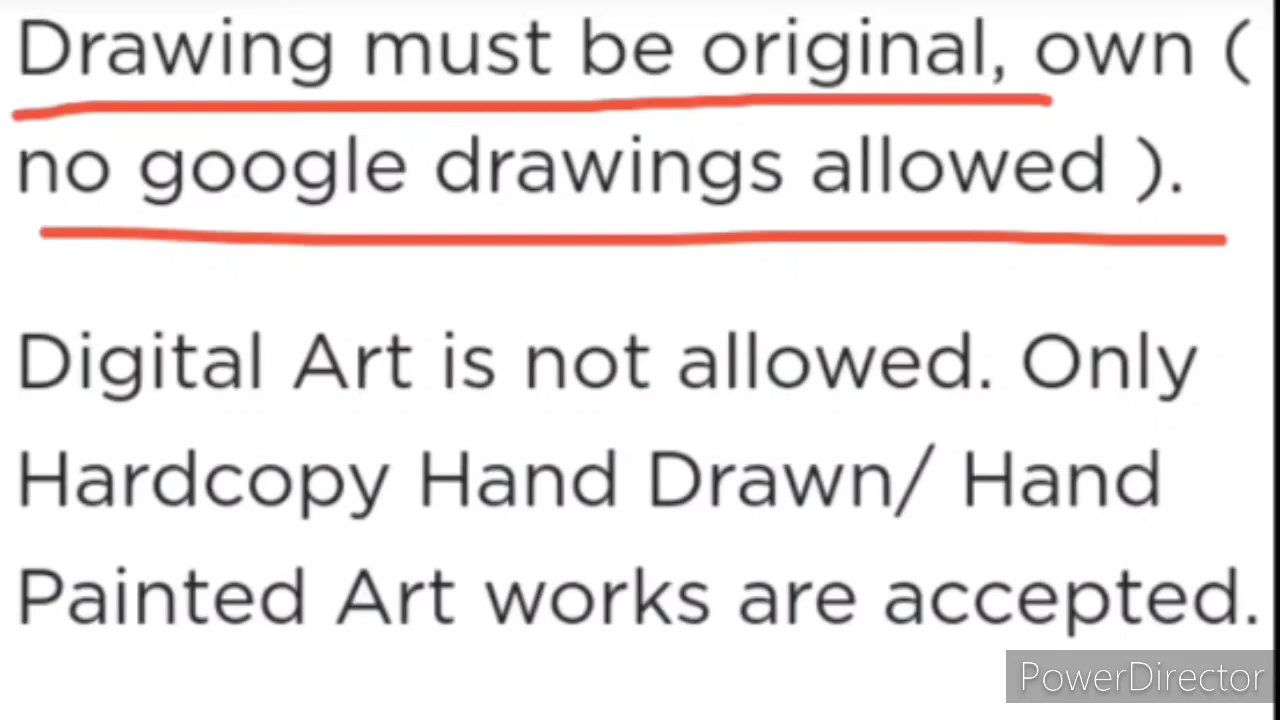 Drawing must be original, own (
no google drawings allowed ).
Digital Art is not allowed. Only
Hardcopy Hand Drawn/ Hand
Painted Art works are accepted.
PowerDirector